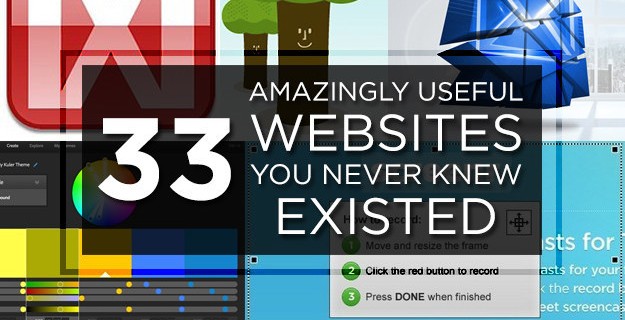 33
AMAZINGLY USEFUL
WEBSITES
YOU NEVER KNEW
EXISTED
Create
Kuler Theme
How to record:
1 Move and resize the frame
2 Click the red button to record
3 Press DONE when finished
asts for
asts for your
the record
eet screencas